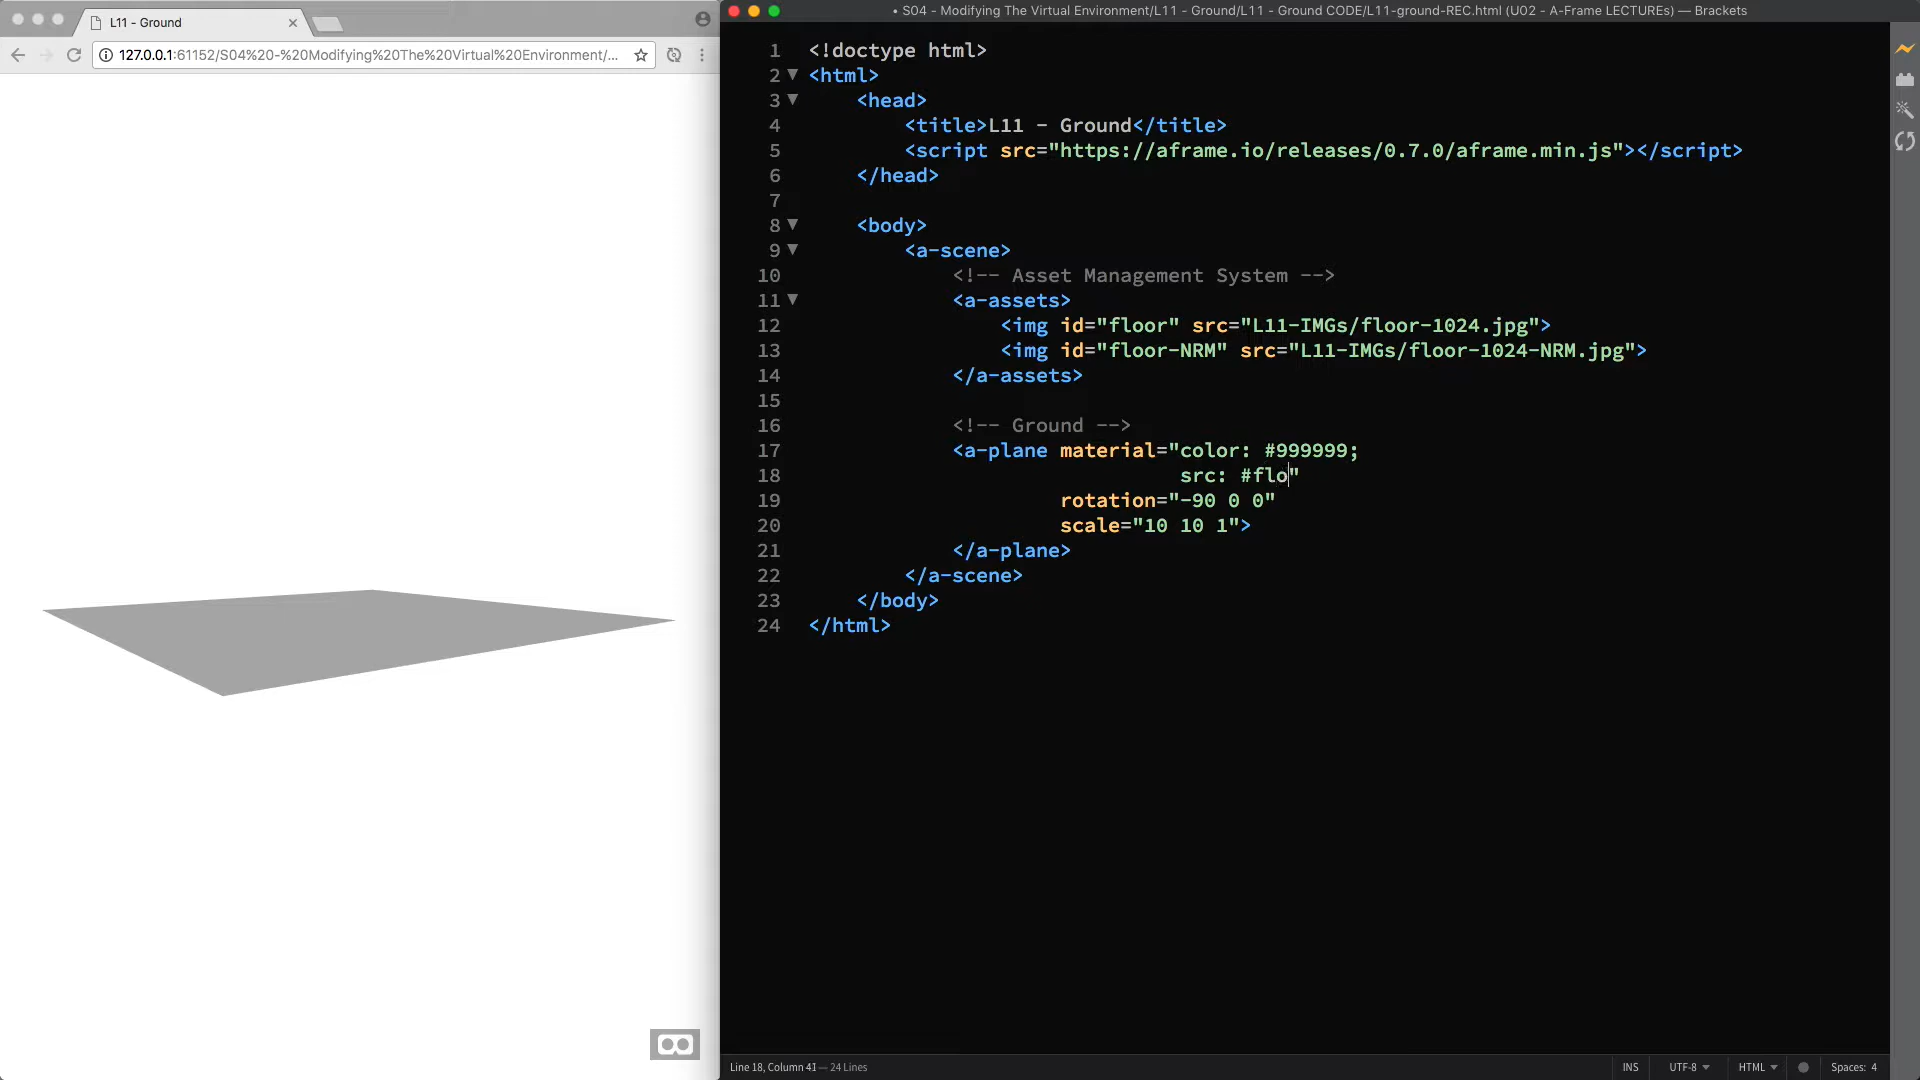 L11 - Ground
127.0.0.1:61152/S04%20-%20Modifying%20The%20Virtual%20Environment/...
• S04 - Modifying The Virtual Environment/L11 - Ground/L11 - Ground CODE/L11-ground-REC.html (U02 - A-Frame LECTUREs) — Brackets
1 <!doctype html>
2 <html>
3 <head>
4 <title>L11 - Ground</title>
5 <script src="https://aframe.io/releases/0.7.0/aframe.min.js"></script>
6 </head>
7
8 <body>
9 <a-scene>
10 <!-- Asset Management System -->
11 <a-assets>
12 <img id="floor" src="L11-IMGs/floor-1024.jpg">
13 <img id="floor-NRM" src="L11-IMGs/floor-1024-NRM.jpg">
14 </a-assets>
15
16 <!-- Ground -->
17 <a-plane material="color: #999999;
18 src: #flo"
19 rotation="-90 0 0"
20 scale="10 10 1">
21 </a-plane>
22 </a-scene>
23 </body>
24 </html>
Line 18, Column 41 — 24 Lines
INS UTF-8 HTML Spaces: 4